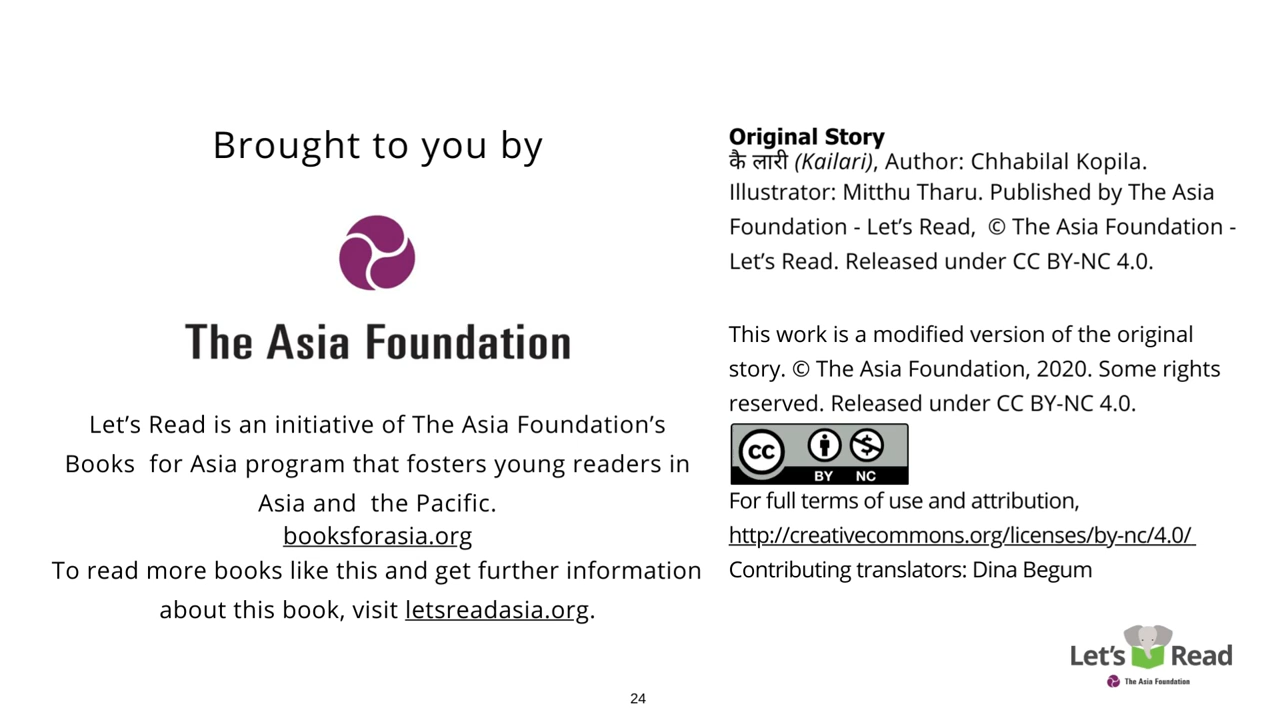 Brought to you by
The Asia Foundation
Let’s Read is an initiative of The Asia Foundation’s
Books for Asia program that fosters young readers in
Asia and the Pacific.
booksforasia.org
To read more books like this and get further information
about this book, visit letsreadasia.org.
Original Story
कै लारी (Kailari), Author: Chhabilal Kopila.
Illustrator: Mitthu Tharu. Published by The Asia
Foundation - Let’s Read, © The Asia Foundation -
Let’s Read. Released under CC BY-NC 4.0.
This work is a modified version of the original
story. © The Asia Foundation, 2020. Some rights
reserved. Released under CC BY-NC 4.0.
cc
BY NC
For full terms of use and attribution,
http://creativecommons.org/licenses/by-nc/4.0/
Contributing translators: Dina Begum
Let’s Read
The Asia Foundation
24